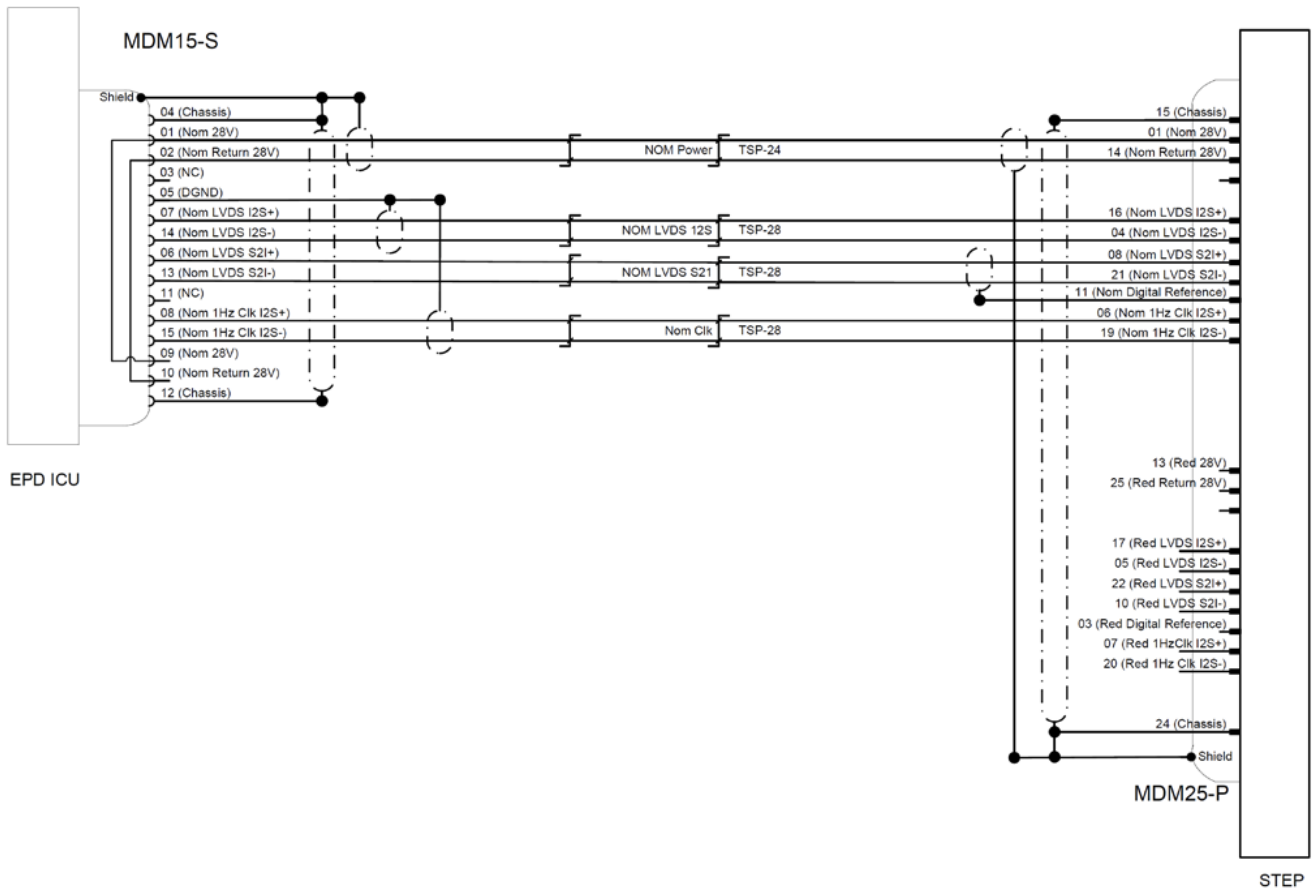 MDM15-S
Shield
04 (Chassis)
01 (Nom 28V)
02 (Nom Return 28V)
03 (NC)
05 (DGND)
07 (Nom LVDS I2S+)
14 (Nom LVDS I2S-)
06 (Nom LVDS S2I+)
13 (Nom LVDS S2I-)
11 (NC)
08 (Nom 1Hz Clk I2S+)
15 (Nom 1Hz Clk I2S-)
09 (Nom 28V)
10 (Nom Return 28V)
12 (Chassis)
EPD ICU
NOM Power TSP-24
NOM LVDS 12S TSP-28
NOM LVDS S21 TSP-28
Nom Clk TSP-28
15 (Chassis)
01 (Nom 28V)
14 (Nom Return 28V)
16 (Nom LVDS I2S+)
04 (Nom LVDS I2S-)
08 (Nom LVDS S2I+)
21 (Nom LVDS S2I-)
11 (Nom Digital Reference)
06 (Nom 1Hz Clk I2S+)
19 (Nom 1Hz Clk I2S-)
13 (Red 28V)
25 (Red Return 28V)
17 (Red LVDS I2S+)
05 (Red LVDS I2S-)
22 (Red LVDS S2I+)
10 (Red LVDS S2I-)
03 (Red Digital Reference)
07 (Red 1HzClk I2S+)
20 (Red 1Hz Clk I2S-)
24 (Chassis)
Shield
MDM25-P
STEP